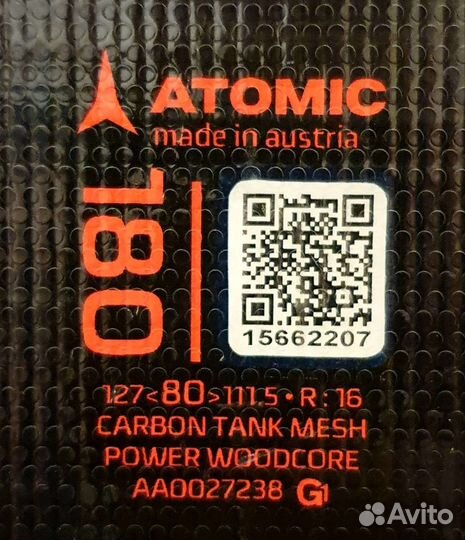 ATOMIC
made in austria
180
15662207
127<80>111.5 • R : 16
CARBON TANK MESH
POWER WOODCORE
AA0027238 G1
Avito